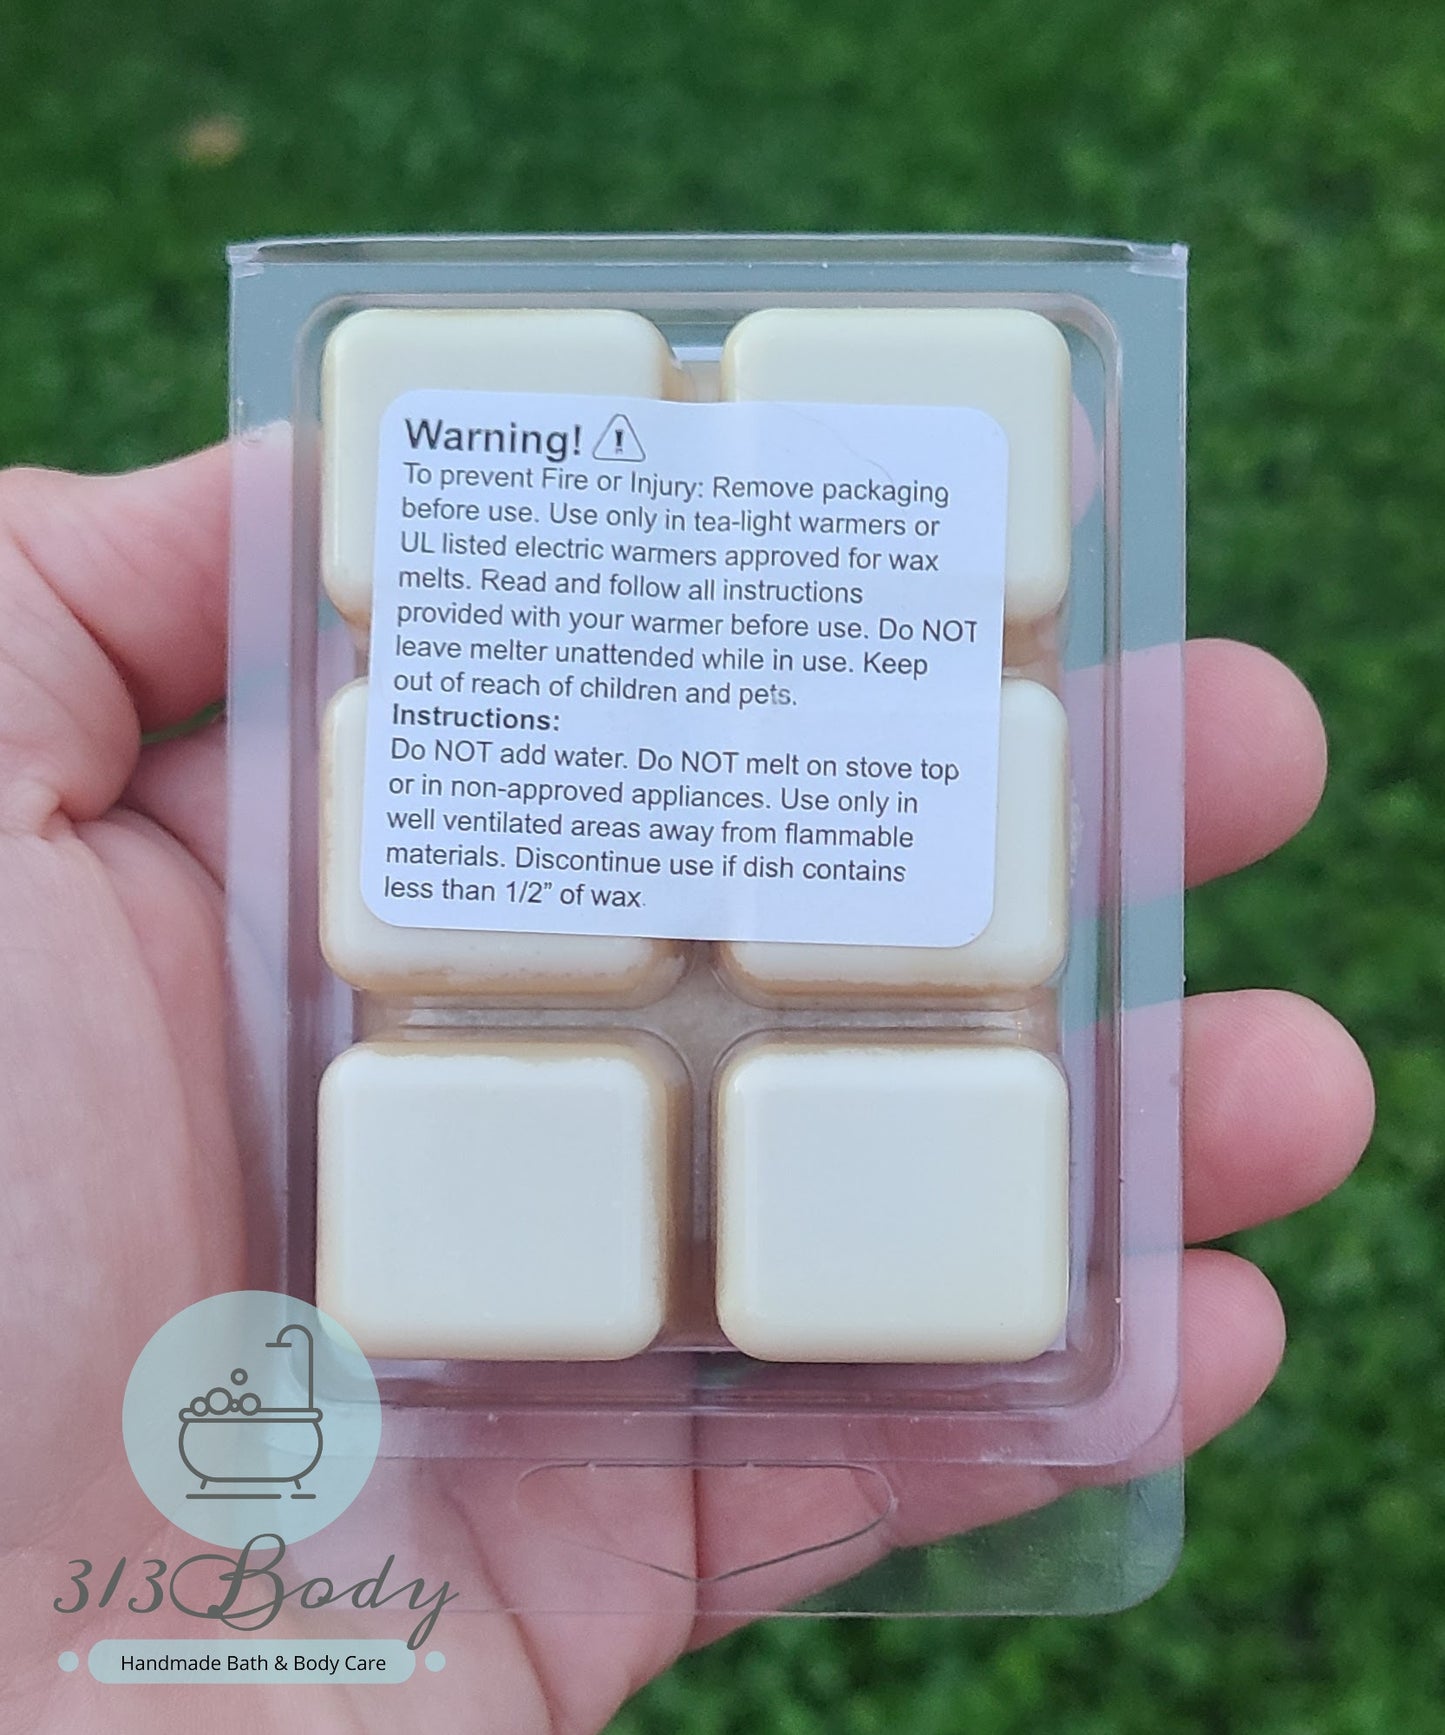 Warning!
To prevent Fire or Injury: Remove packaging
before use. Use only in tea-light warmers or
UL listed electric warmers approved for wax
melts. Read and follow all instructions
provided with your warmer before use. Do NOT
leave melter unattended while in use. Keep
out of reach of children and pets.
Instructions:
Do NOT add water. Do NOT melt on stove top
or in non-approved appliances. Use only in
well ventilated areas away from flammable
materials. Discontinue use if dish contains
less than 1/2” of wax.
313Body
Handmade Bath & Body Care